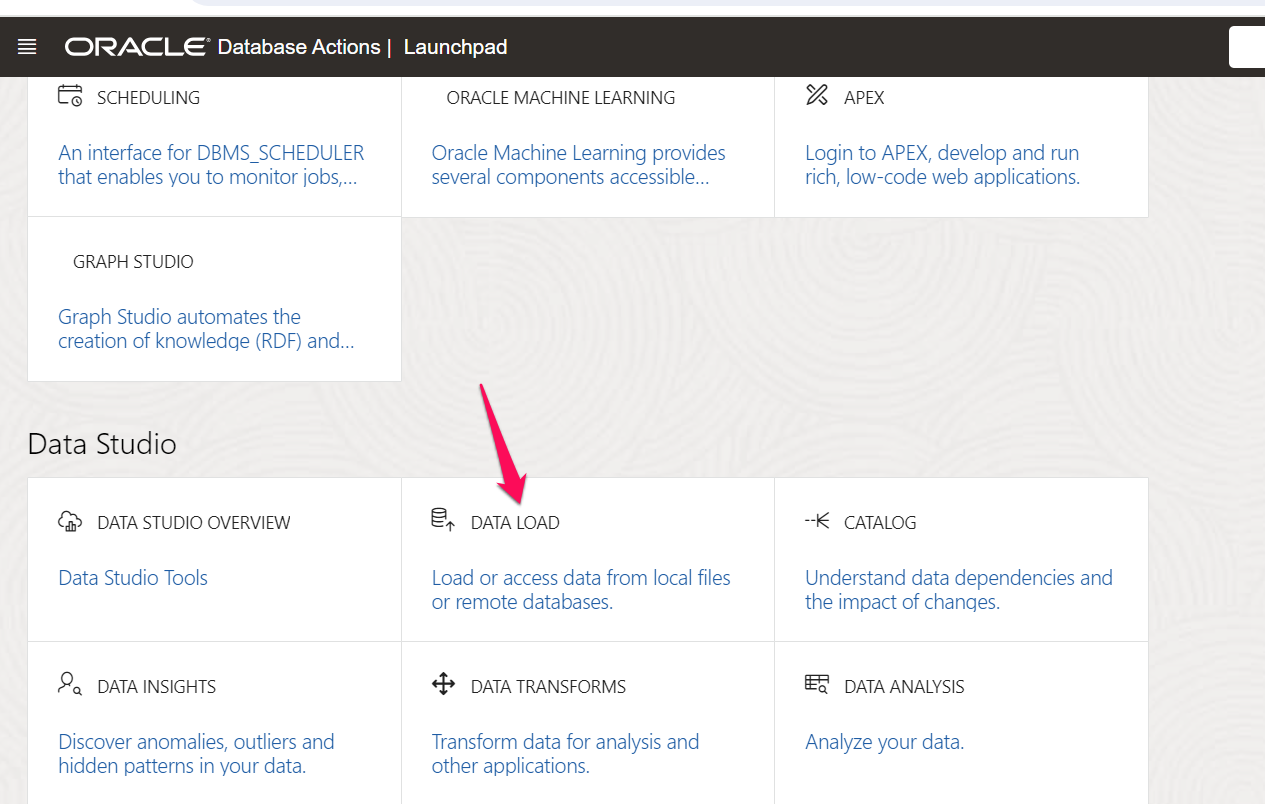 ORACLE® Database Actions | Launchpad
SCHEDULING
An interface for DBMS_SCHEDULER
that enables you to monitor jobs,...
ORACLE MACHINE LEARNING
Oracle Machine Learning provides
several components accessible...
APEX
Login to APEX, develop and run
rich, low-code web applications.
GRAPH STUDIO
Graph Studio automates the
creation of knowledge (RDF) and...
Data Studio
DATA STUDIO OVERVIEW
Data Studio Tools
DATA LOAD
Load or access data from local files
or remote databases.
CATALOG
Understand data dependencies and
the impact of changes.
DATA INSIGHTS
Discover anomalies, outliers and
hidden patterns in your data.
DATA TRANSFORMS
Transform data for analysis and
other applications.
DATA ANALYSIS
Analyze your data.